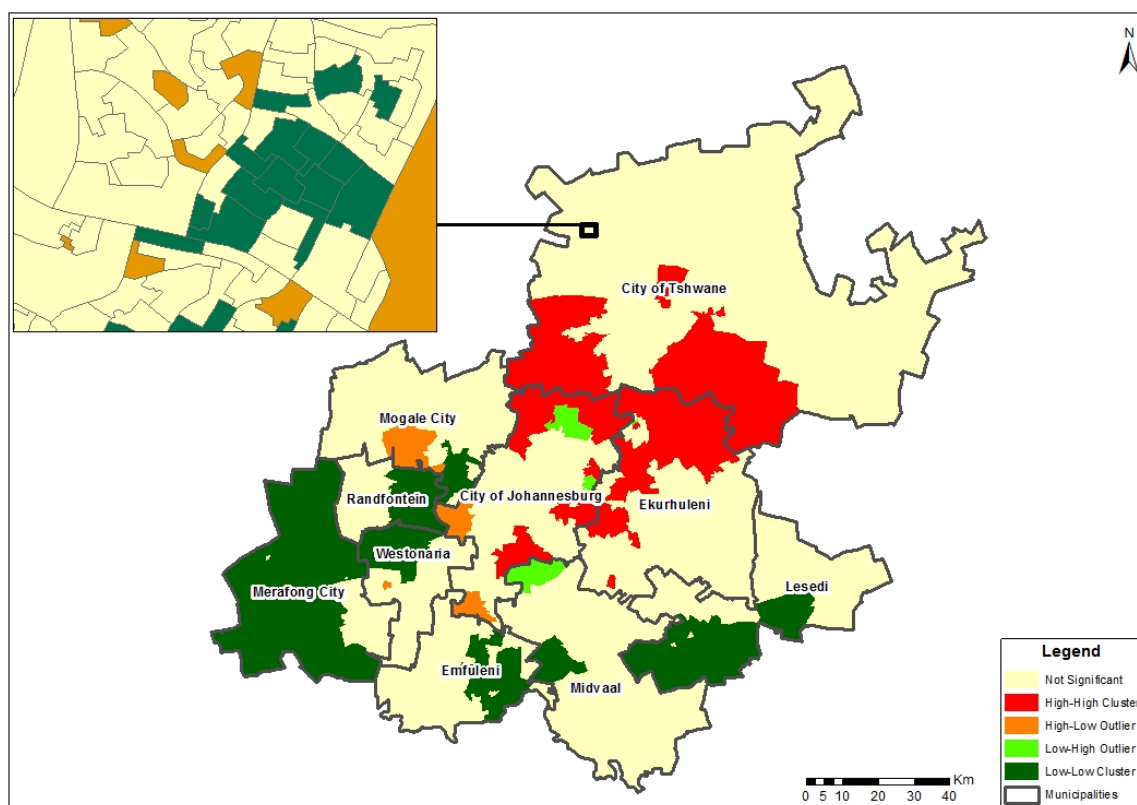 N
City of Tshwane
Mogale City
Randfontein
City of Johannesburg
Ekurhuleni
Westonaria
Merafong City
Lesedi
Emfuleni
Midvaal
Legend
Not Significant
High-High Cluster
High-Low Outlier
Low-High Outlier
Low-Low Cluster
Municipalities
Km
0 5 10 20 30 40